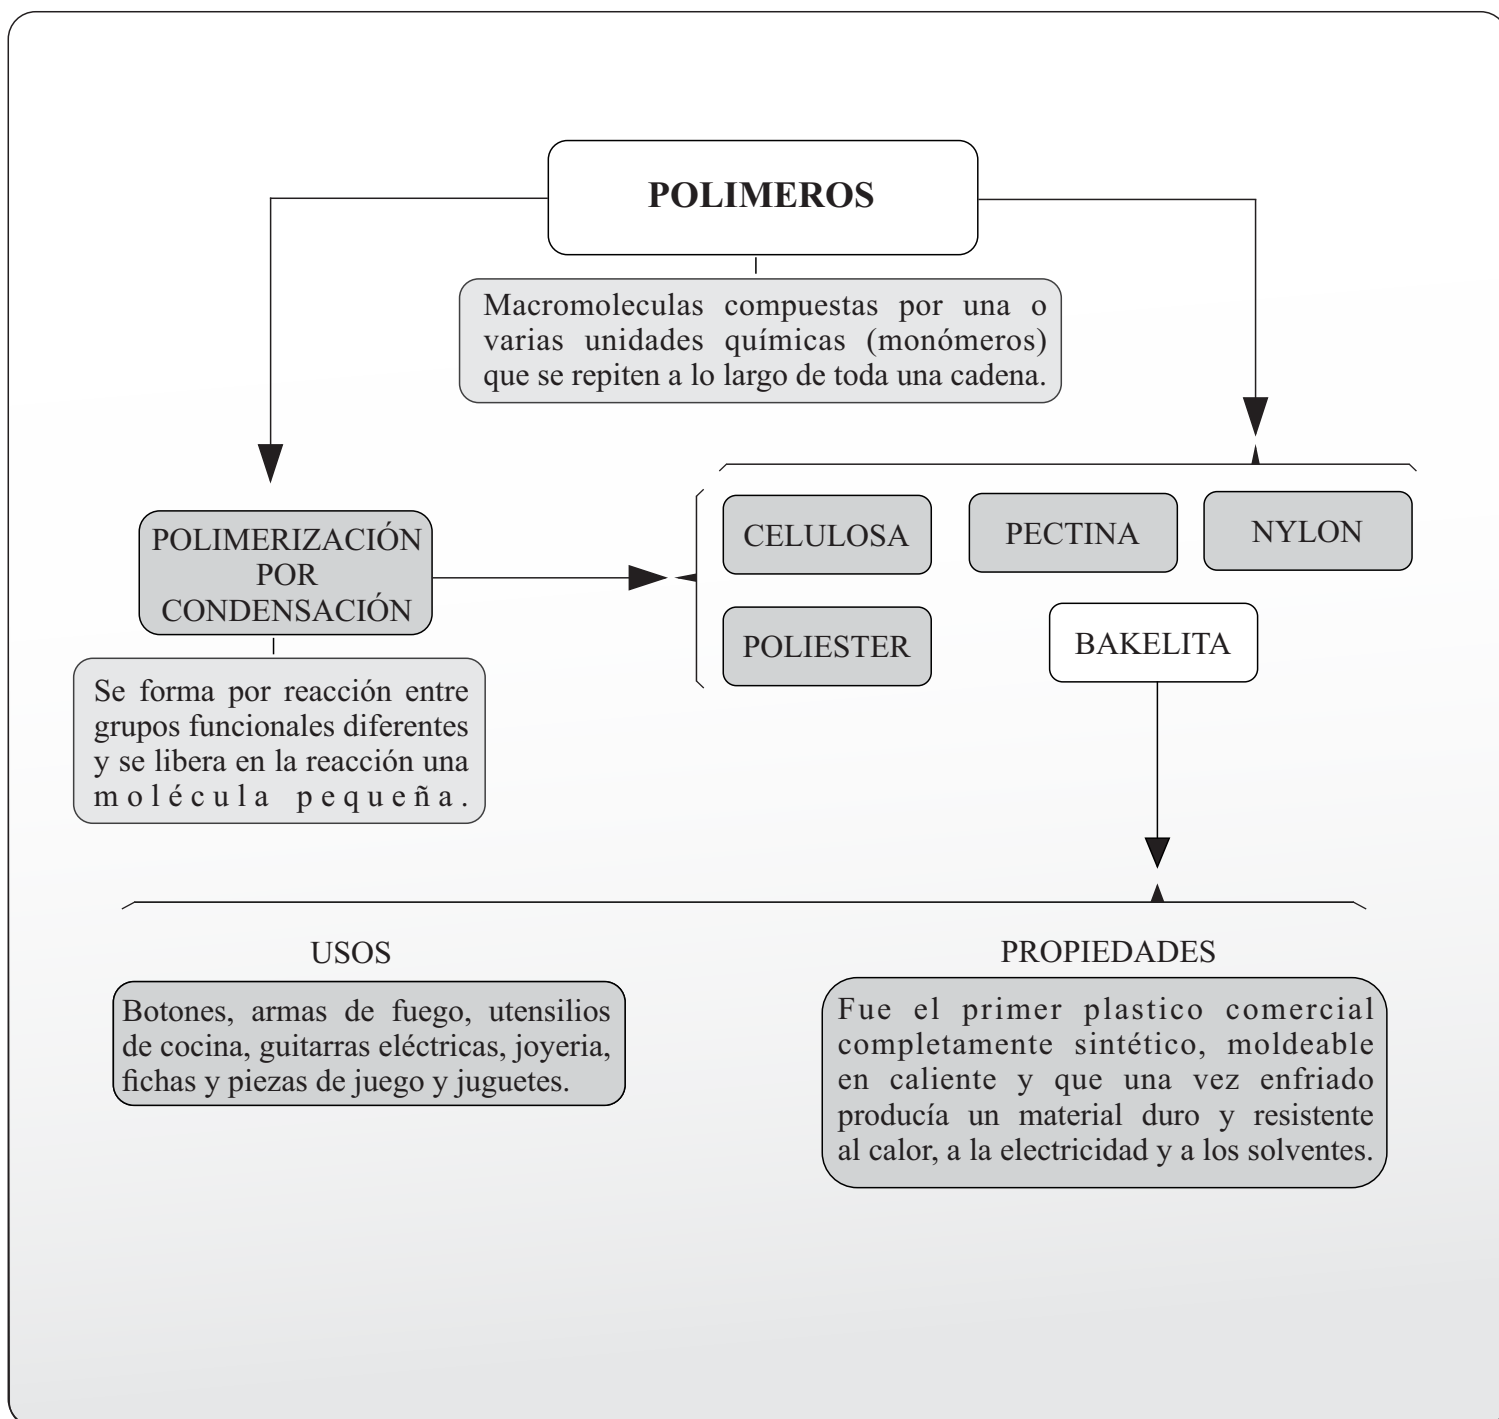 POLIMEROS
Macromoleculas compuestas por una o
varias unidades químicas (monómeros)
que se repiten a lo largo de toda una cadena.
POLIMERIZACIÓN
POR
CONDENSACIÓN
Se forma por reacción entre
grupos funcionales diferentes
y se libera en la reacción una
molécula pequeña.
CELULOSA
PECTINA
NYLON
POLIESTER
BAKELITA
USOS
Botones, armas de fuego, utensilios
de cocina, guitarras eléctricas, joyeria,
fichas y piezas de juego y juguetes.
PROPIEDADES
Fue el primer plastico comercial
completamente sintético, moldeable
en caliente y que una vez enfriado
producía un material duro y resistente
al calor, a la electricidad y a los solventes.